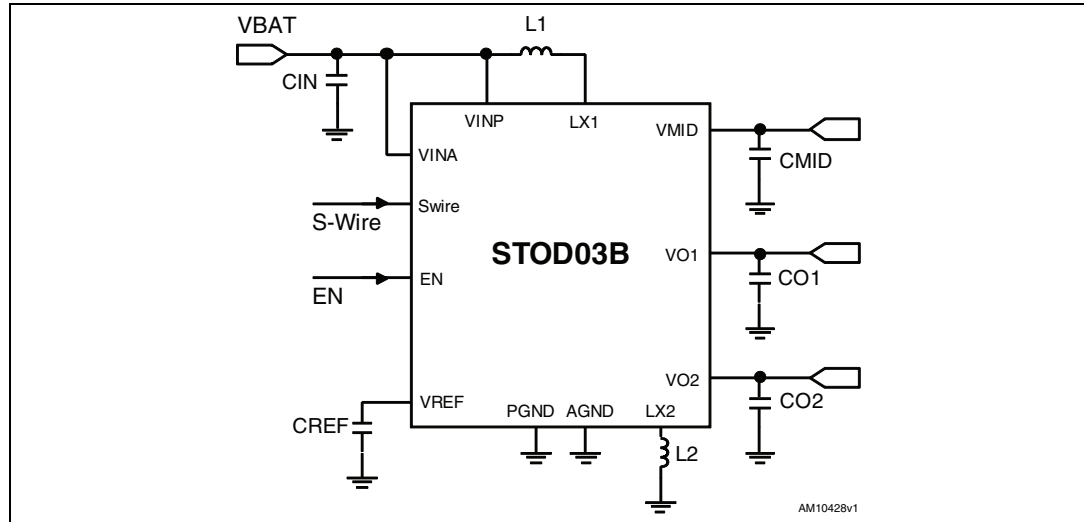 VBAT
L1
CIN
VINP
LX1
VMID
CMID
VINA
Swire
S-Wire
STOD03B
VO1
CO1
EN
EN
VO2
CO2
VREF
CREF
PGND
AGND
LX2
L2
AM10428v1